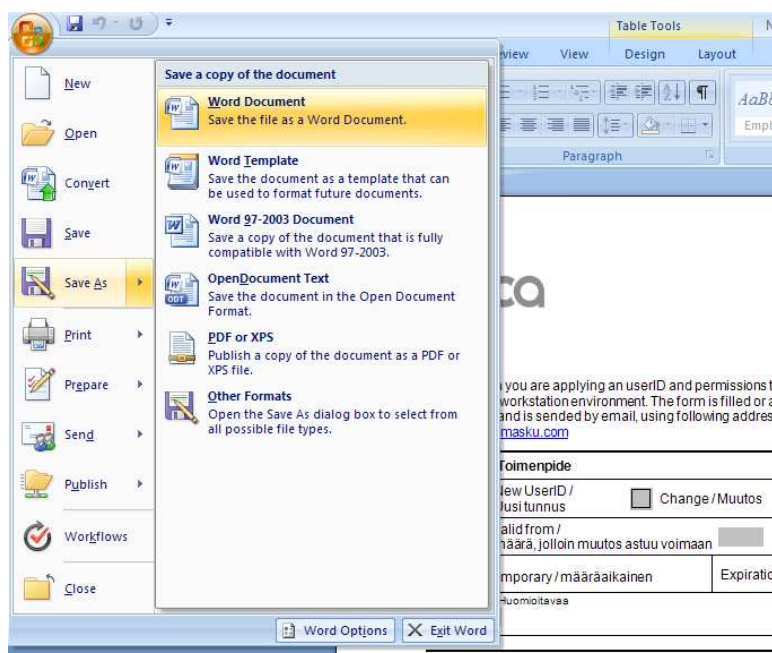 Table Tools
View
Design
Layout
New
Open
Convert
Save
Save As
Print
Prepare
Send
Publish
Workflows
Close
Save a copy of the document
Word Document
Save the file as a Word Document.
Word Template
Save the document as a template that can
be used to format future documents.
Word 97-2003 Document
Save a copy of the document that is fully
compatible with Word 97-2003.
OpenDocument Text
Save the document in the Open Document
Format.
PDF or XPS
Publish a copy of the document as a PDF or
XPS file.
Other Formats
Open the Save As dialog box to select from
all possible file types.
Word Options
Exit Word
Paragraph
ca
you are applying an userID and permissions
workstation environment. The form is filled or
and is sended by email, using following
masku.com
Toimenpide
New UserID /
Uusi tunnus
Change / Muutos
alid from /
määrä, jolloin muutos astuu voimaan
mporary / määräaikainen
Huomioitavaa